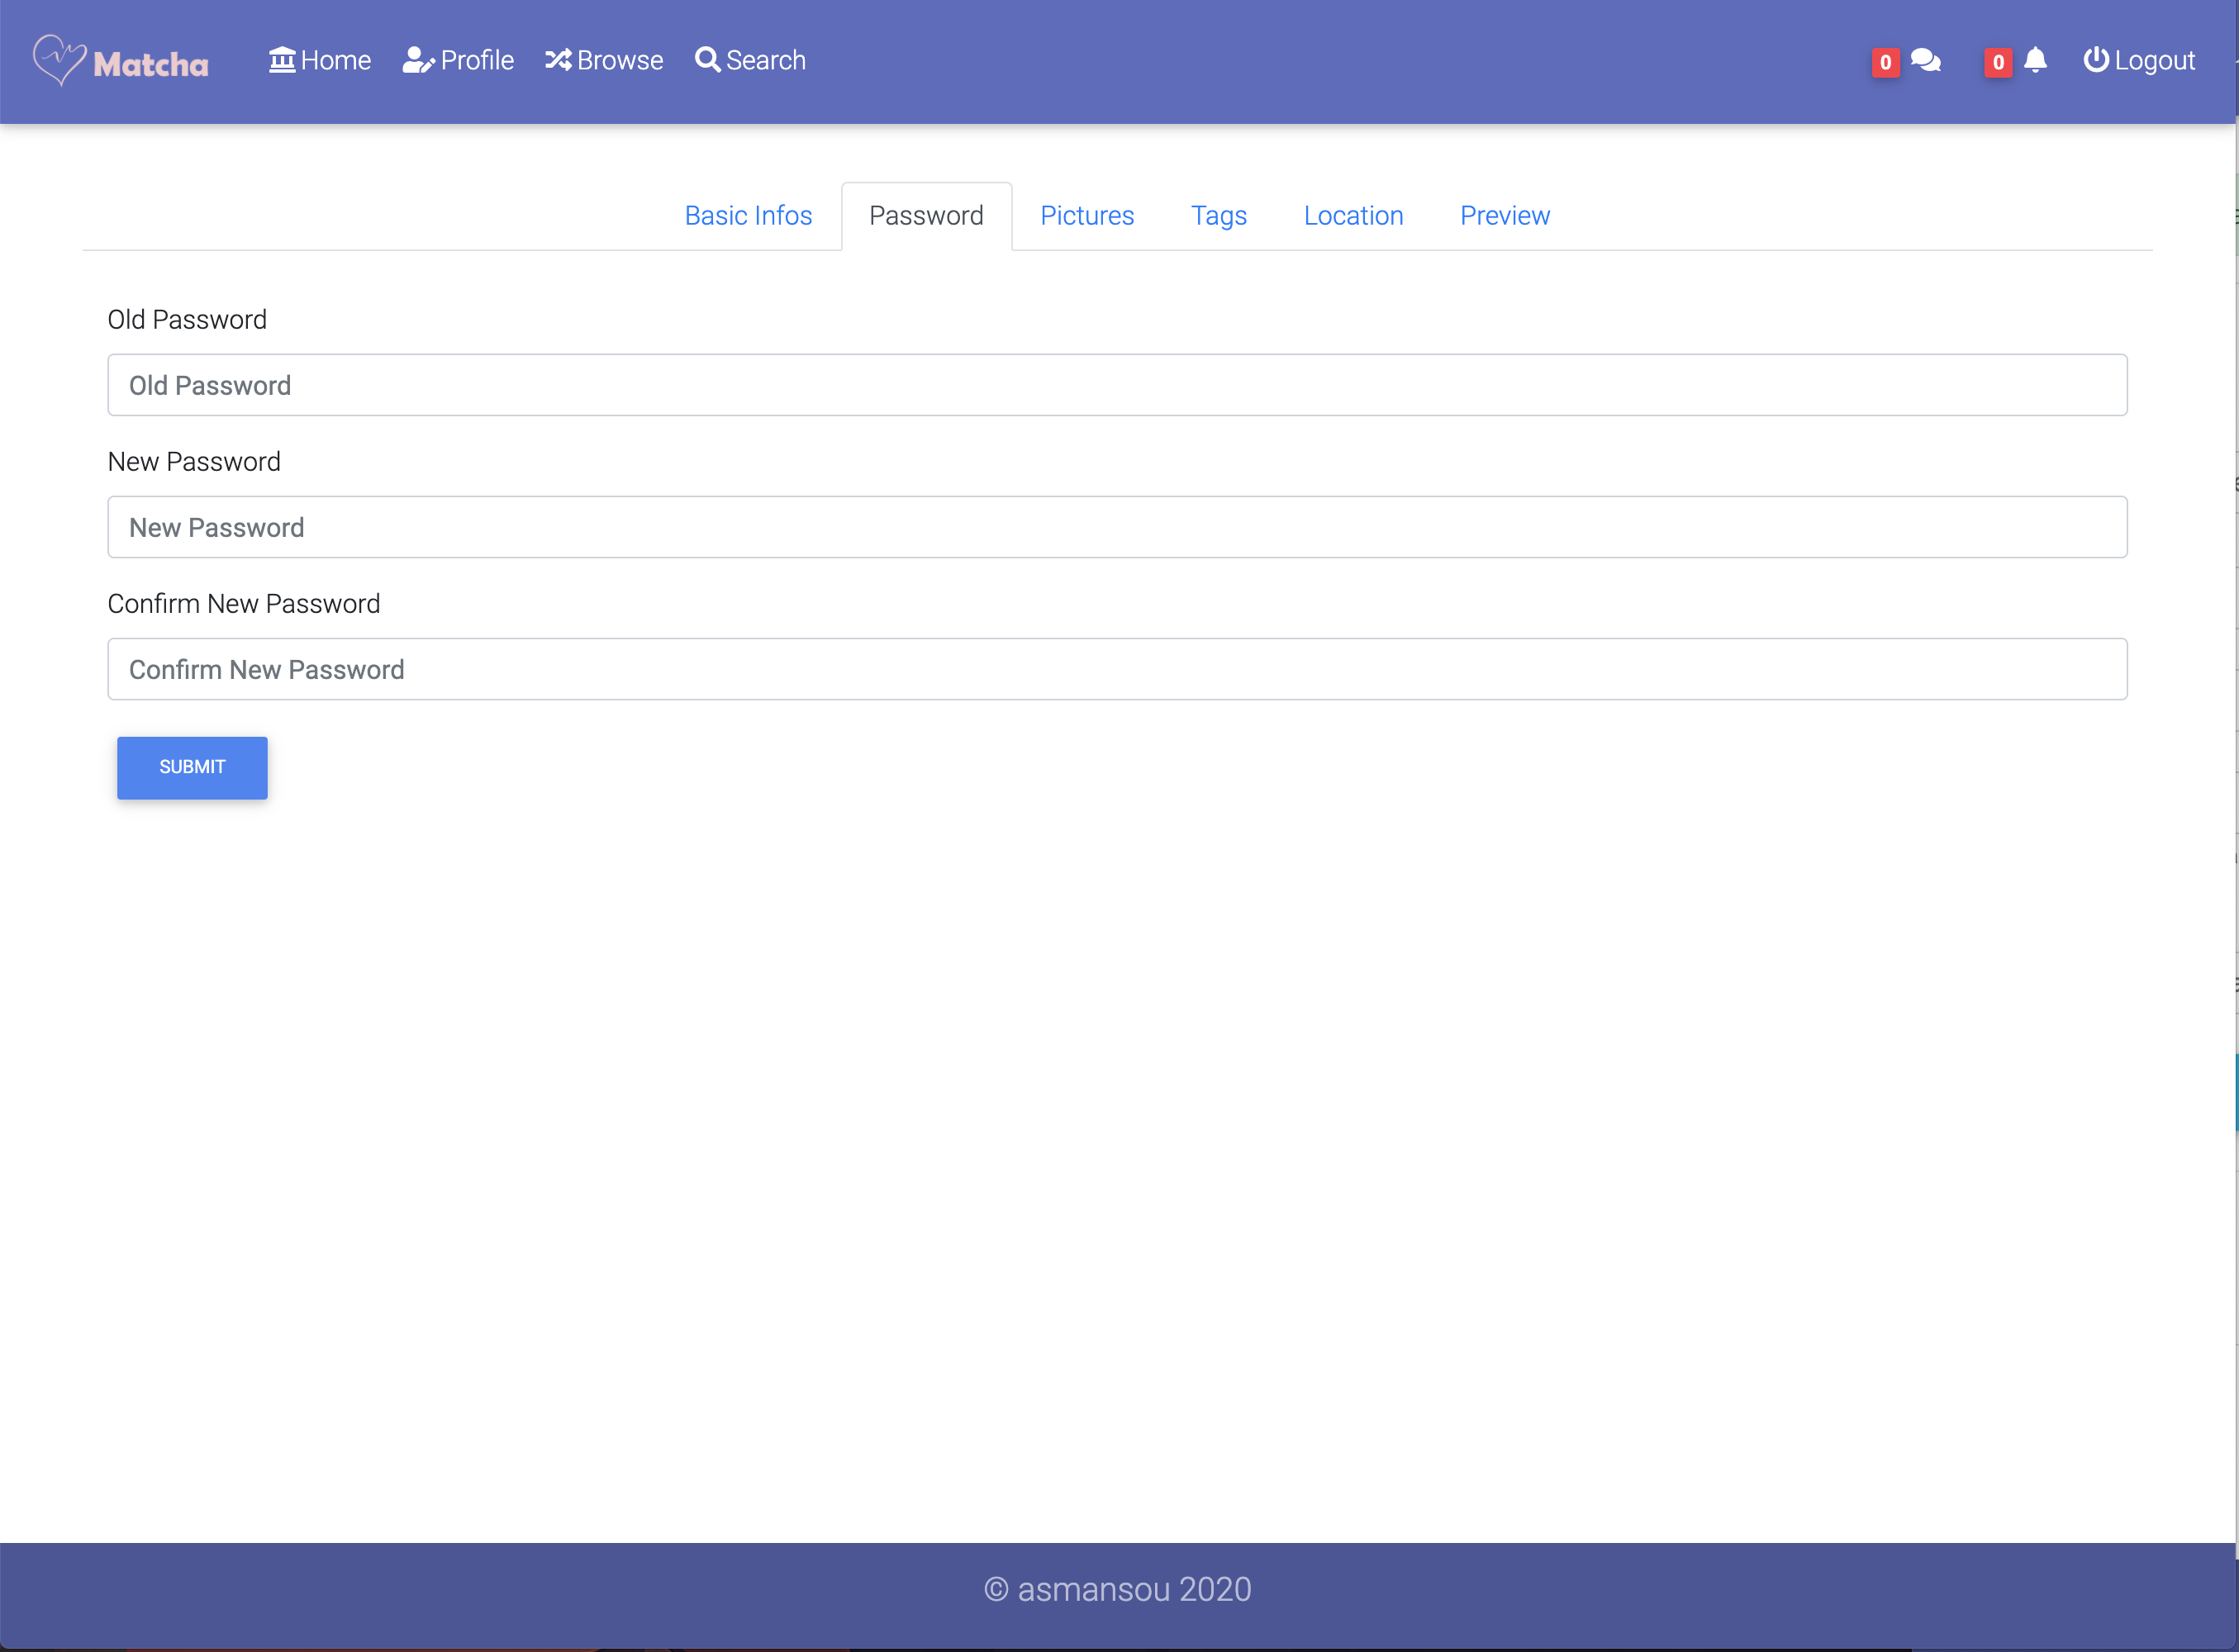 Matcha Home Profile Browse Search 0 0 Logout
Basic Infos Password Pictures Tags Location Preview
Old Password
Old Password
New Password
New Password
Confirm New Password
Confirm New Password
SUBMIT
© asmansou 2020